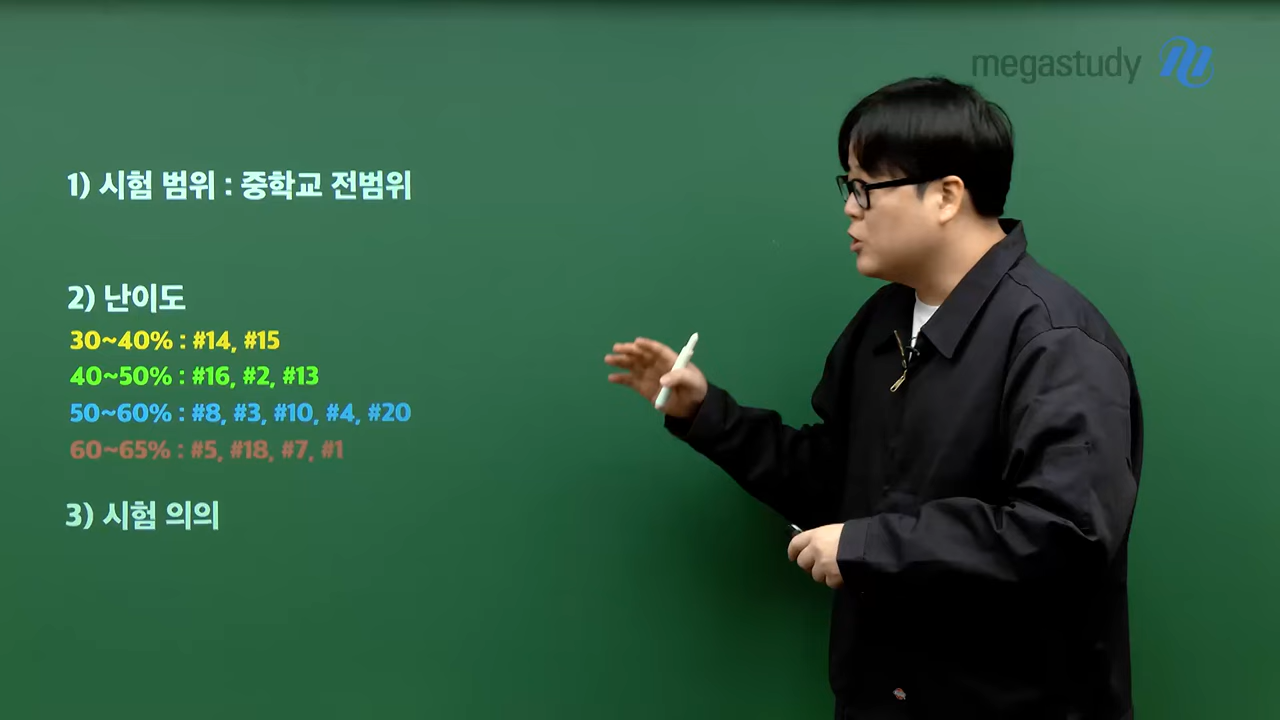 megastudy
1) 시험 범위 : 중학교 전범위
2) 난이도
30~40% : #14, #15
40~50% : #16, #2, #13
50~60% : #8, #3, #10, #4, #20
60~65% : #5, #18, #7, #1
3) 시험 의의